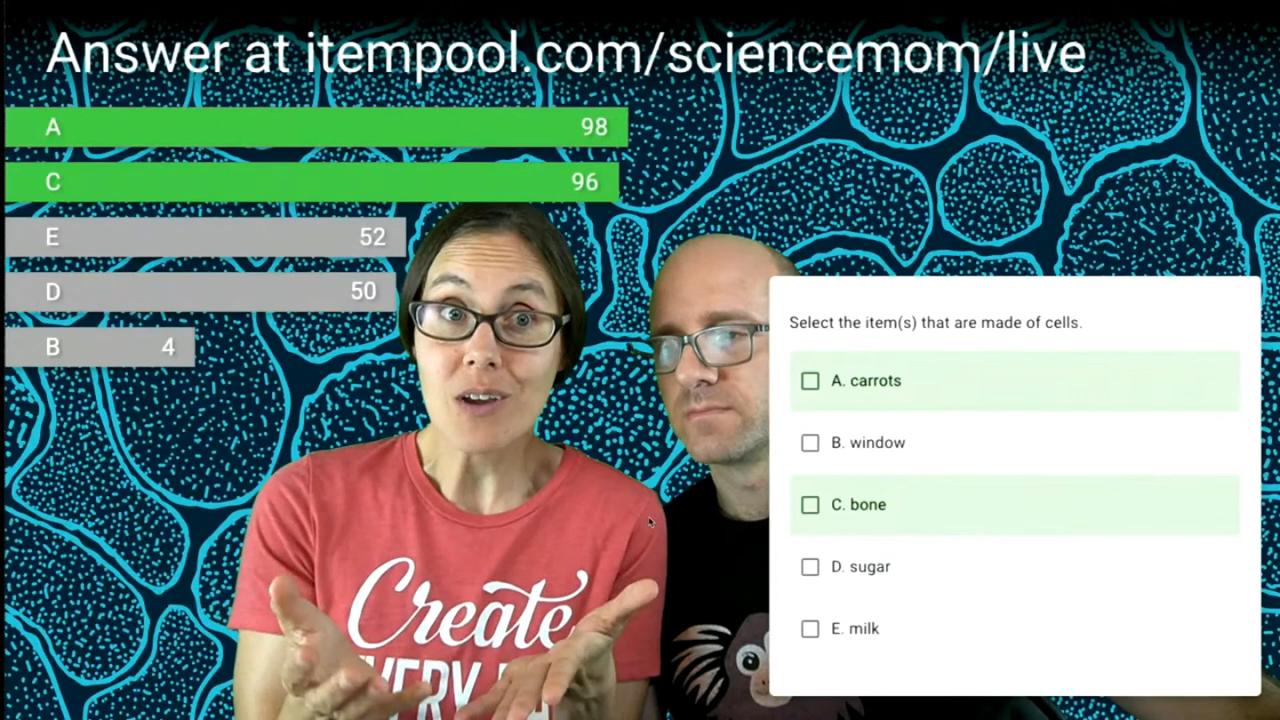 Answer at itempool.com/sciencemom/live
A 98
C 96
E 52
D 50
B 4
Select the item(s) that are made of cells.
A. carrots
B. window
C. bone
D. sugar
E. milk
Create
EVERY